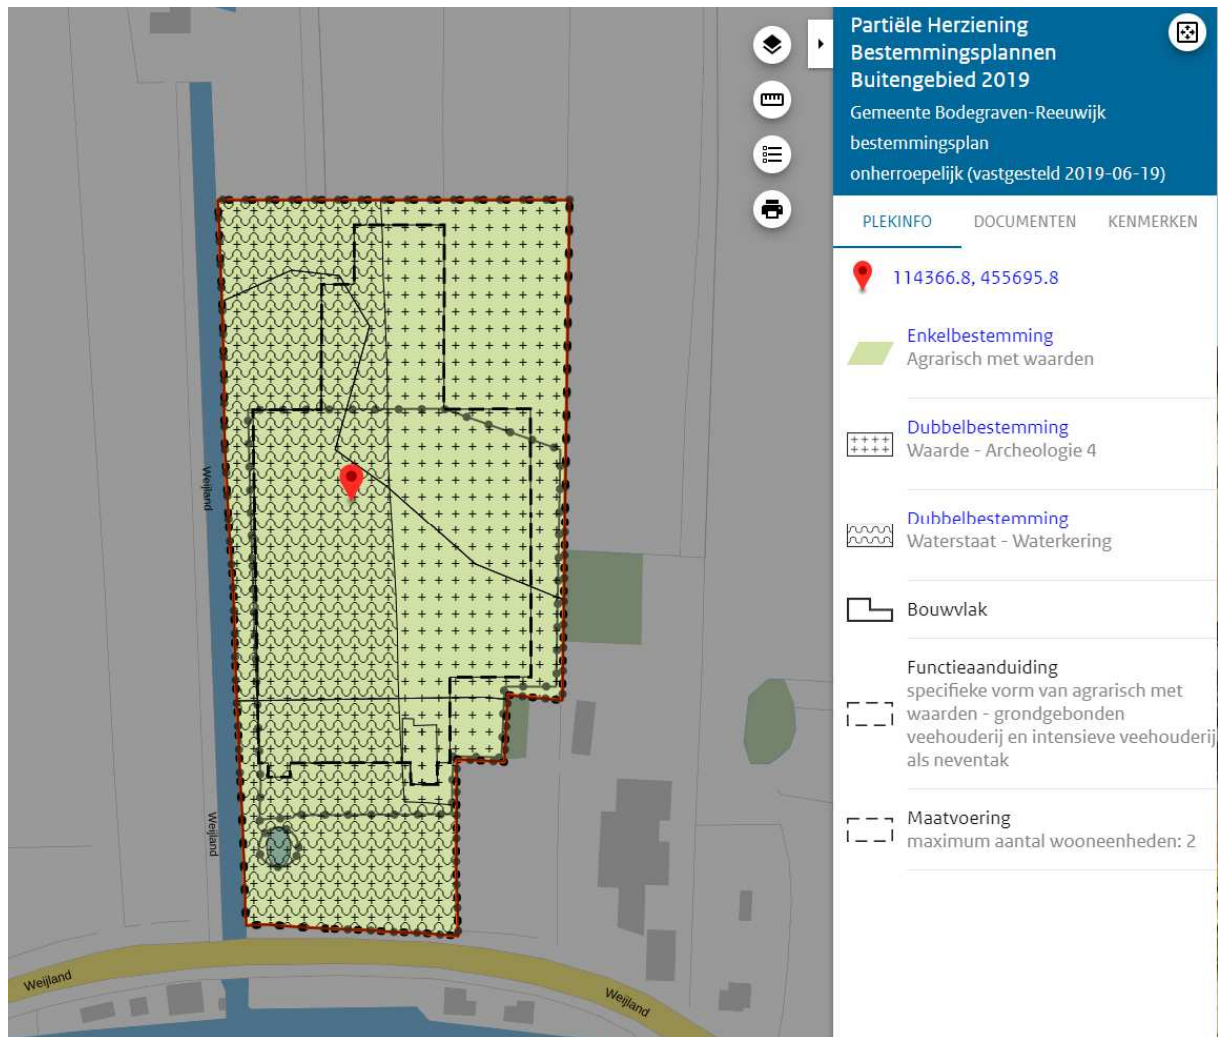 Partiële Herziening
Bestemmingsplannen
Buitengebied 2019
Gemeente Bodegraven-Reeuwijk
bestemmingsplan
onherroepelijk (vastgesteld 2019-06-19)
PLEKINFO DOCUMENTEN KENMERKEN
114366.8, 455695.8
Enkelbestemming
Agrarisch met waarden
Dubbelbestemming
Waarde - Archeologie 4
Dubbelbestemming
Waterstaat - Waterkering
Bouwvlak
Functieaanduiding
specifieke vorm van agrarisch met
waarden - grondgebonden
veehouderij en intensieve veehouderij
als neventak
Maatvoering
maximum aantal wooneenheden: 2
Weijland
Weijland
Weijland
Weijland